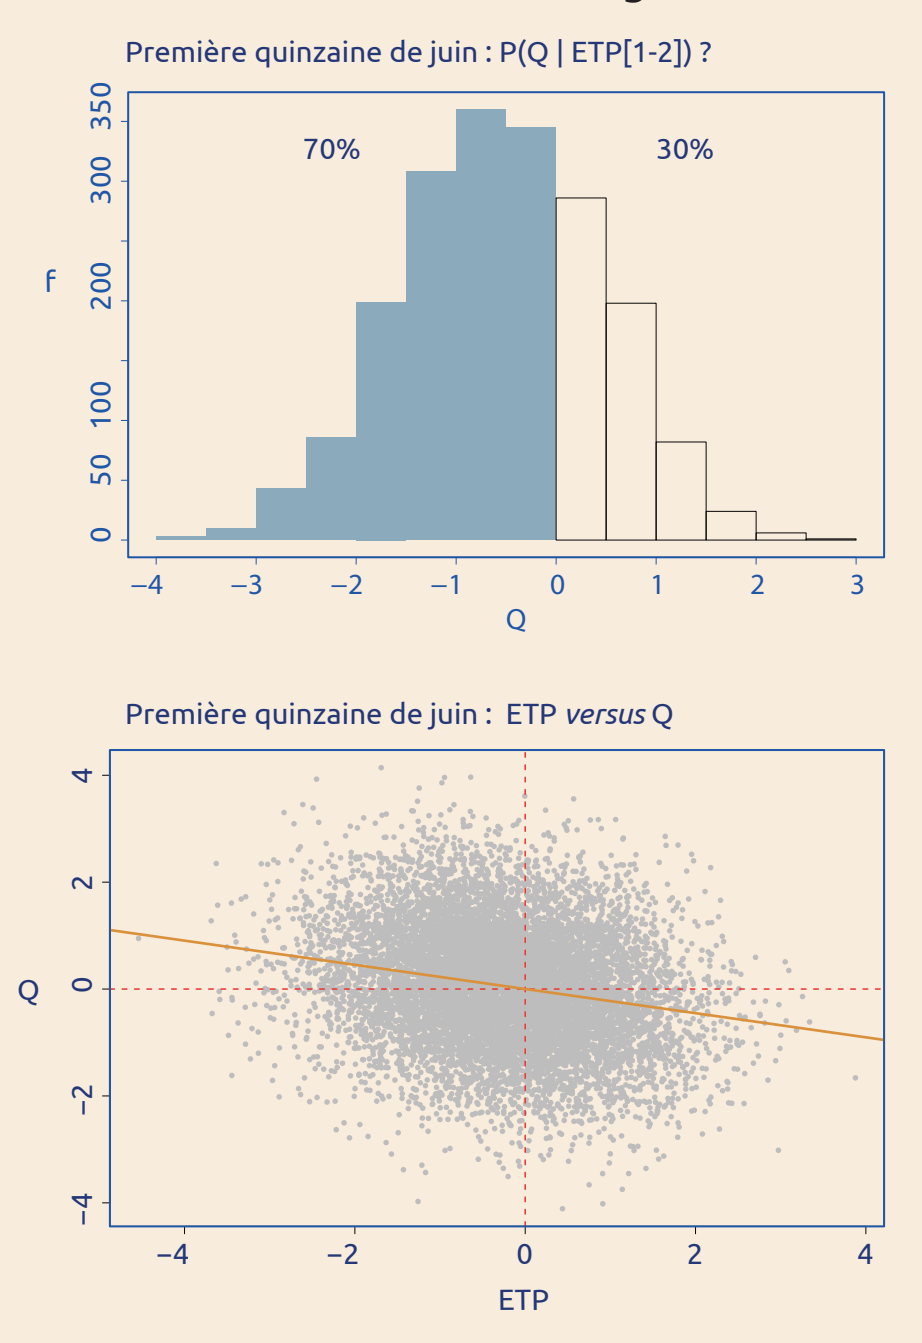 Première quinzaine de juin : P(Q | ETP[1-2]) ?
350
70%
30%
300
f
200
100
50
0
−4 −3 −2 −1 0 1 2 3
Q
Première quinzaine de juin : ETP versus Q
4
2
Q
0
−2
−4
−4 −2 0 2 4
ETP